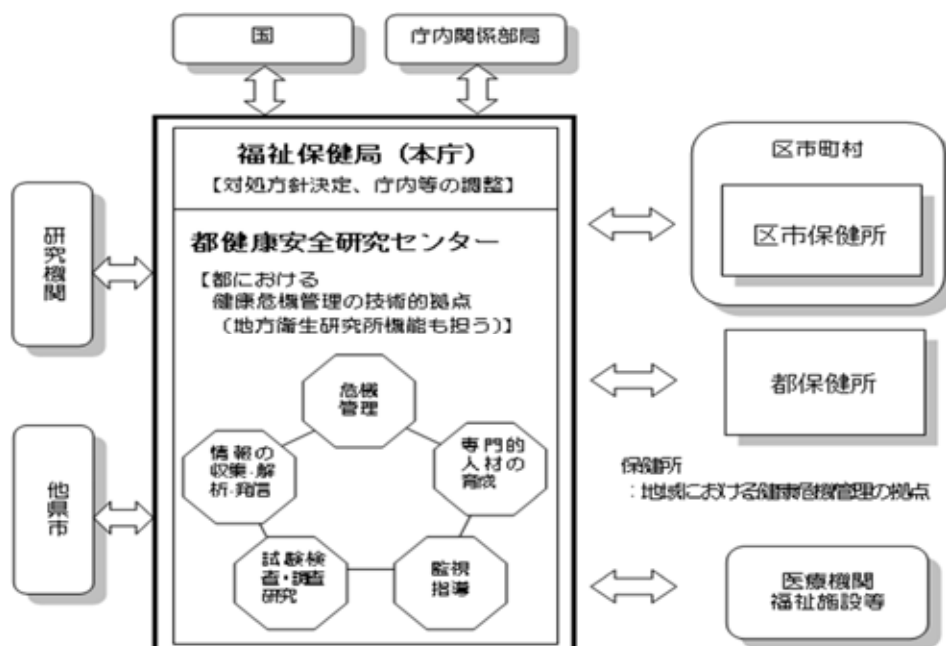 国
庁内関係部局
福祉保健局（本庁）
【対処方針決定、庁内等の調整】
都健康安全研究センター
【都における
健康危機管理の技術的拠点
（地方衛生研究所機能も担う）】
危機
管理
情報の
収集・解
析・発信
専門的
人材の
育成
試験検
査・調査
研究
監視
指導
研究機関
他県市
区市町村
区市保健所
都保健所
保健所
：地域における健康危機管理の拠点
医療機関
福祉施設等